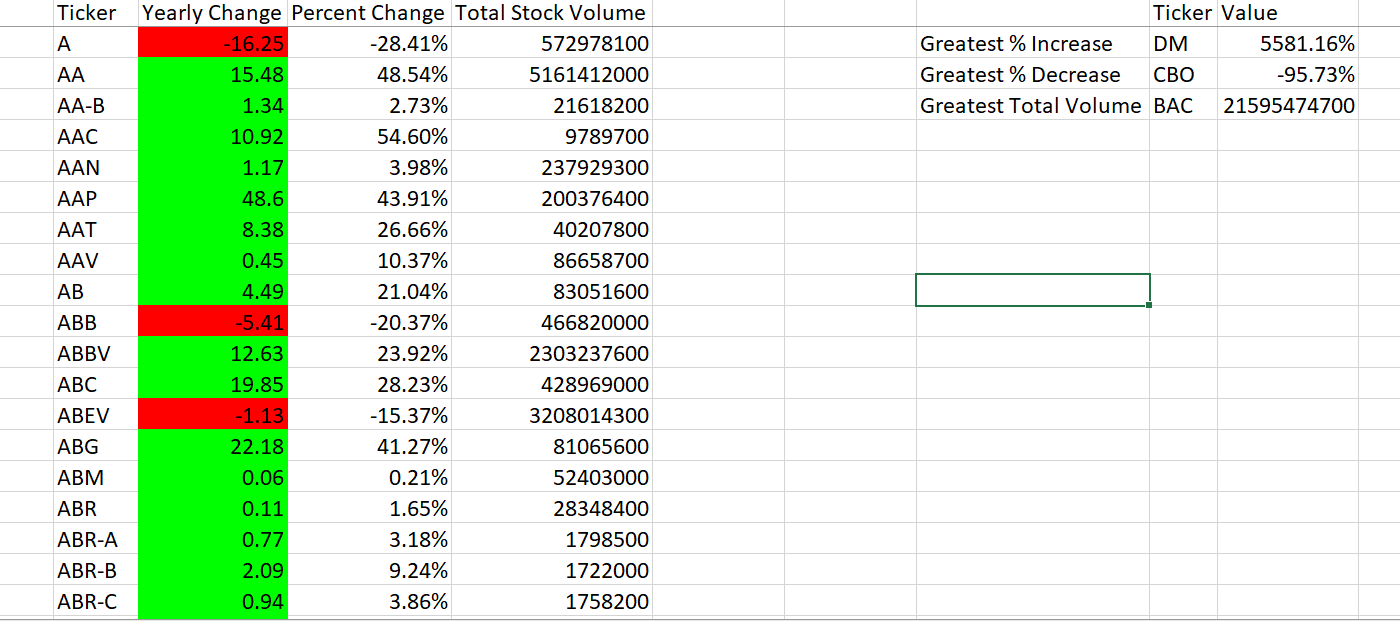 Ticker Yearly Change Percent Change Total Stock Volume Ticker Value
A -16.25 -28.41% 572978100 Greatest % Increase DM 5581.16%
AA 15.48 48.54% 5161412000 Greatest % Decrease CBO -95.73%
AA-B 1.34 2.73% 21618200 Greatest Total Volume BAC 21595474700
AAC 10.92 54.60% 9789700
AAN 1.17 3.98% 237929300
AAP 48.6 43.91% 200376400
AAT 8.38 26.66% 40207800
AAV 0.45 10.37% 86658700
AB 4.49 21.04% 83051600
ABB -5.41 -20.37% 466820000
ABBV 12.63 23.92% 2303237600
ABC 19.85 28.23% 428969000
ABEV -1.13 -15.37% 3208014300
ABG 22.18 41.27% 81065600
ABM 0.06 0.21% 52403000
ABR 0.11 1.65% 28348400
ABR-A 0.77 3.18% 1798500
ABR-B 2.09 9.24% 1722000
ABR-C 0.94 3.86% 1758200